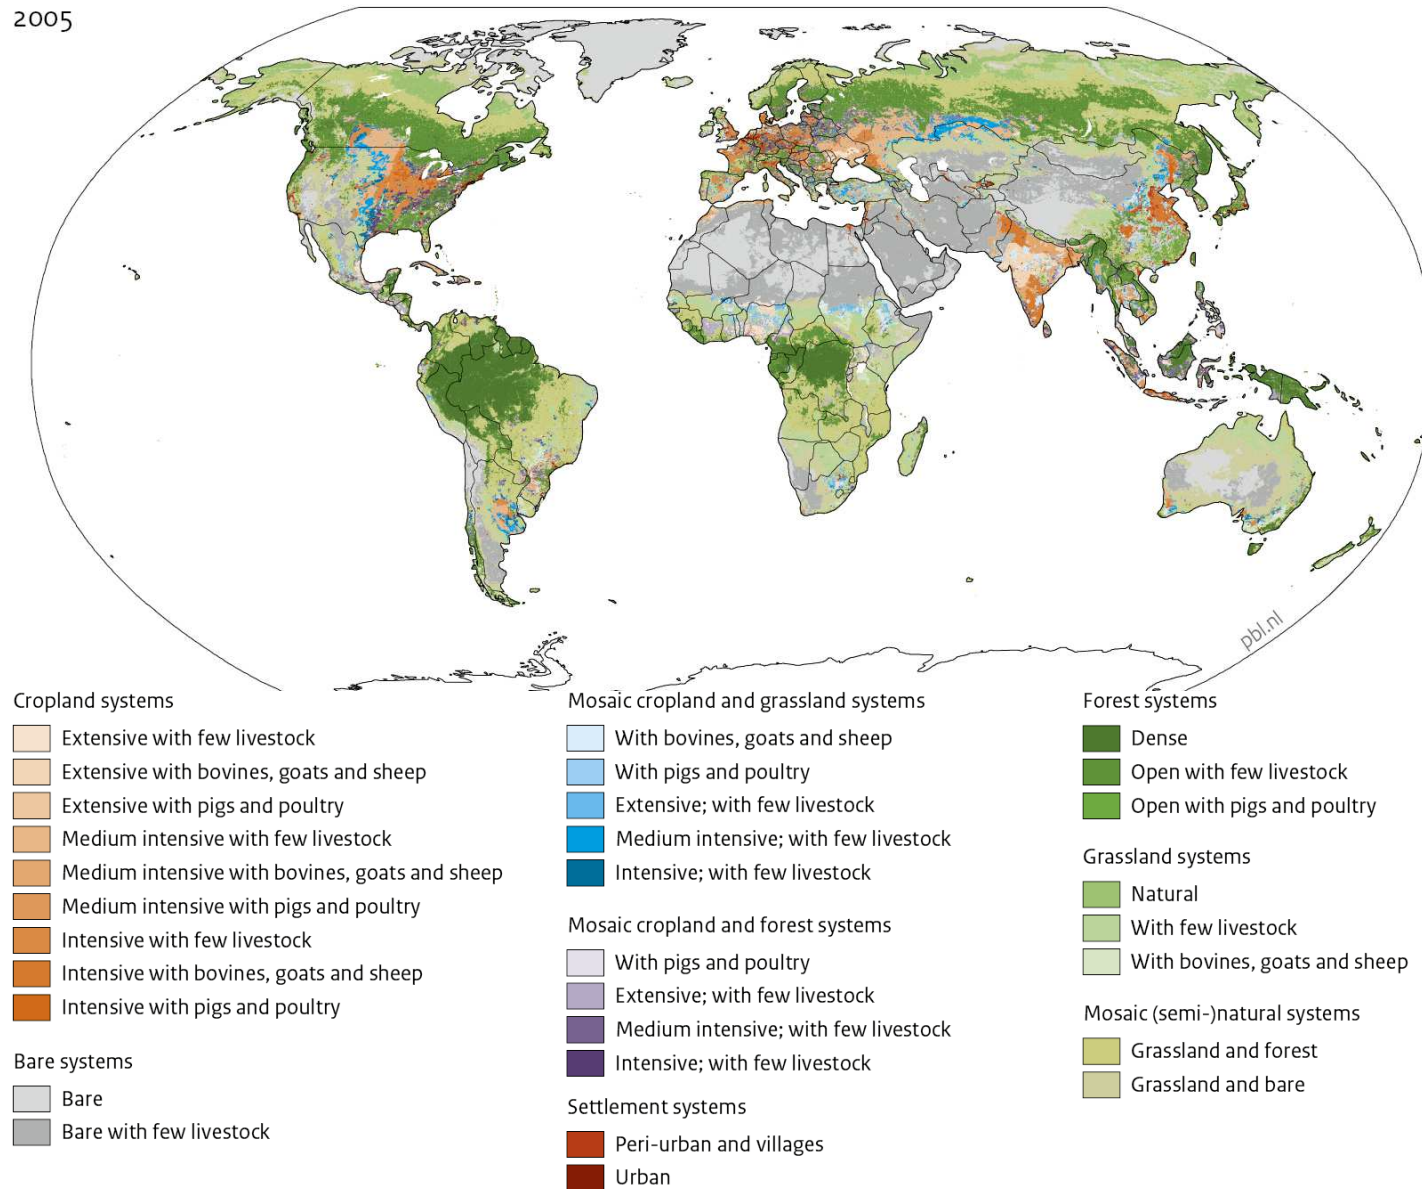 2005
pbl.nl
Cropland systems
Extensive with few livestock
Extensive with bovines, goats and sheep
Extensive with pigs and poultry
Medium intensive with few livestock
Medium intensive with bovines, goats and sheep
Medium intensive with pigs and poultry
Intensive with few livestock
Intensive with bovines, goats and sheep
Intensive with pigs and poultry
Bare systems
Bare
Bare with few livestock
Mosaic cropland and grassland systems
With bovines, goats and sheep
With pigs and poultry
Extensive; with few livestock
Medium intensive; with few livestock
Intensive; with few livestock
Mosaic cropland and forest systems
With pigs and poultry
Extensive; with few livestock
Medium intensive; with few livestock
Intensive; with few livestock
Settlement systems
Peri-urban and villages
Urban
Forest systems
Dense
Open with few livestock
Open with pigs and poultry
Grassland systems
Natural
With few livestock
With bovines, goats and sheep
Mosaic (semi-)natural systems
Grassland and forest
Grassland and bare